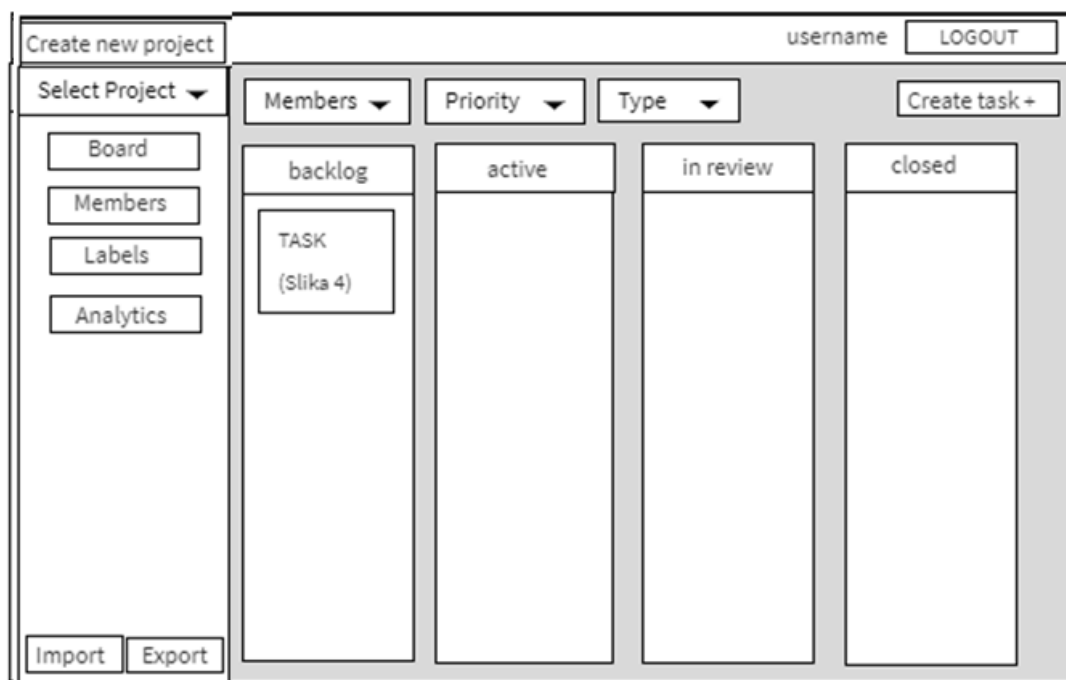 Create new project
username
LOGOUT
Select Project
Members
Priority
Type
Create task +
Board
Members
Labels
Analytics
backlog
active
in review
closed
TASK
(Slika 4)
Import
Export